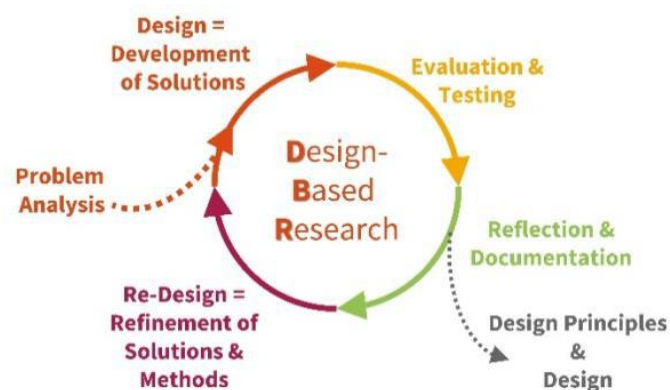 Design =
Development
of Solutions
Evaluation &
Testing
Design-
Based
Research
Problem
Analysis
Reflection &
Documentation
Re-Design =
Refinement of
Solutions &
Methods
Design Principles
&
Design